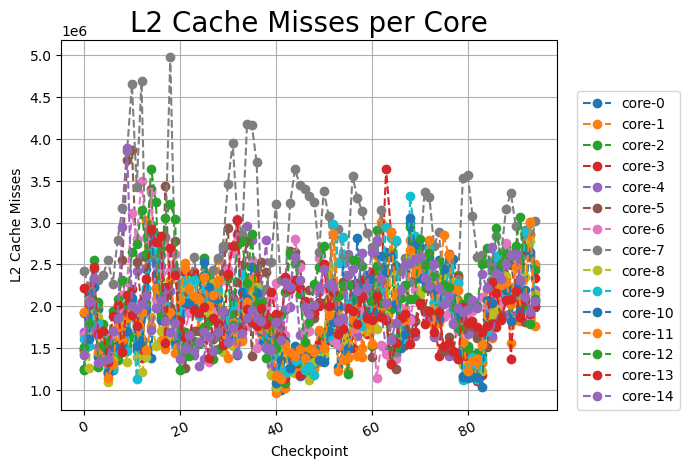 L2 Cache Misses per Core
1e6
5.0
4.5
4.0
3.5
3.0
2.5
2.0
1.5
1.0
L2 Cache Misses
0 20 40 60 80
Checkpoint
core-0
core-1
core-2
core-3
core-4
core-5
core-6
core-7
core-8
core-9
core-10
core-11
core-12
core-13
core-14